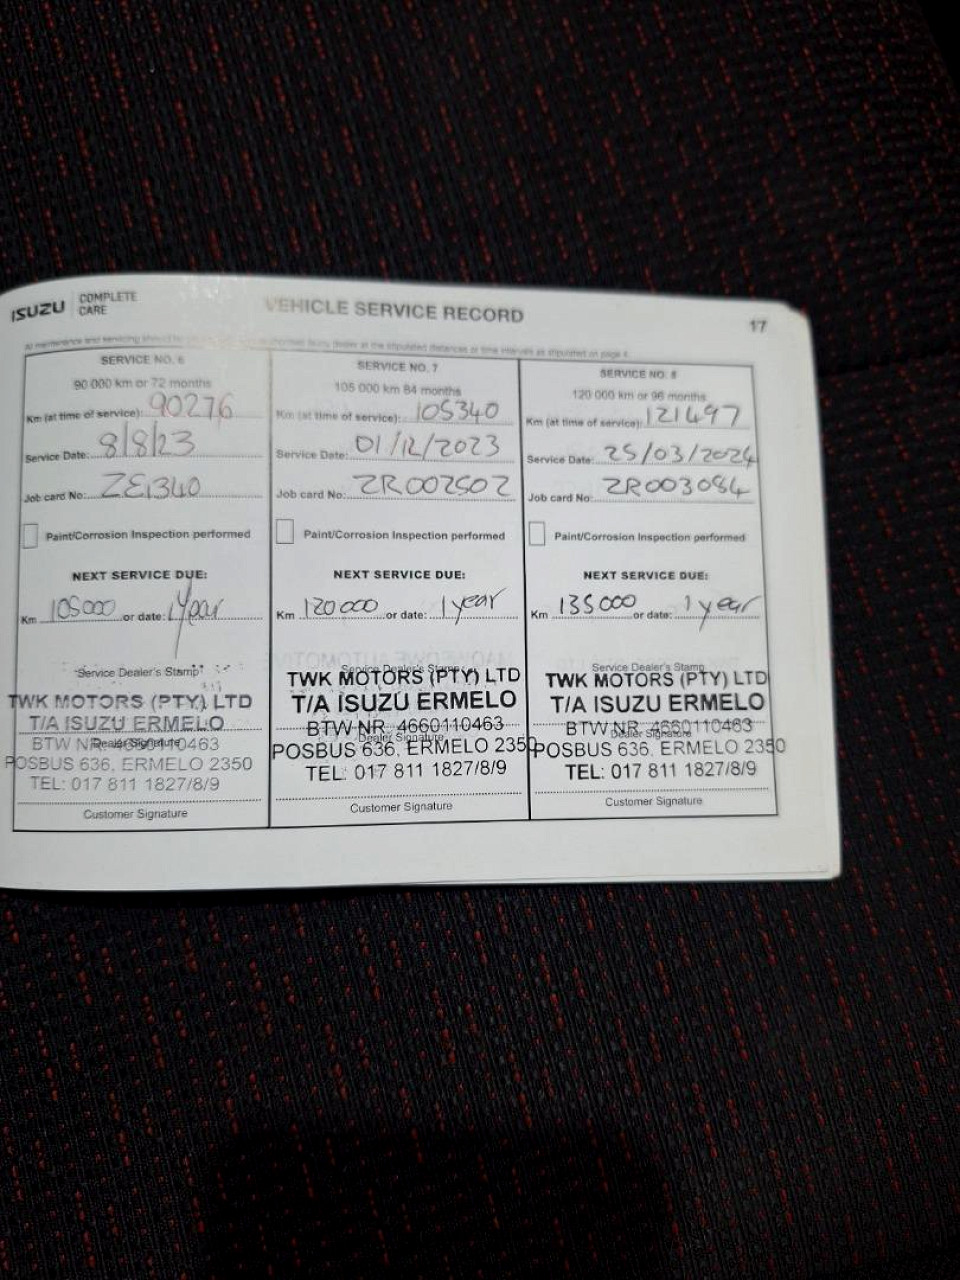 ISUZU COMPLETE CARE
VEHICLE SERVICE RECORD
17
SERVICE NO. 6
90 000 km or 72 months
Km (at time of service): 90276
Service Date: 8/8/23
Job card No: ZE1340
Paint/Corrosion Inspection performed
NEXT SERVICE DUE:
Km 105000 or date: 1 year
Service Dealer's Stamp
TWK MOTORS (PTY) LTD
T/A ISUZU ERMELO
BTW NR 0463
Dealer Signature
POSBUS 636, ERMELO 2350
TEL: 017 811 1827/8/9
Customer Signature
SERVICE NO. 7
105 000 km 84 months
Km (at time of service): 105340
Service Date: 01/12/2023
Job card No: ZR002502
Paint/Corrosion Inspection performed
NEXT SERVICE DUE:
Km 120000 or date: 1 year
Service Dealer's Stamp
TWK MOTORS (PTY) LTD
T/A ISUZU ERMELO
BTW NR 4660110463
Dealer Signature
POSBUS 636, ERMELO 2350
TEL: 017 811 1827/8/9
Customer Signature
SERVICE NO. 8
120 000 km or 96 months
Km (at time of service): 121497
Service Date: 25/03/2024
Job card No: ZR003084
Paint/Corrosion Inspection performed
NEXT SERVICE DUE:
Km 135000 or date: 1 year
Service Dealer's Stamp
TWK MOTORS (PTY) LTD
T/A ISUZU ERMELO
BTW NR 4660110463
Dealer Signature
POSBUS 636, ERMELO 2350
TEL: 017 811 1827/8/9
Customer Signature